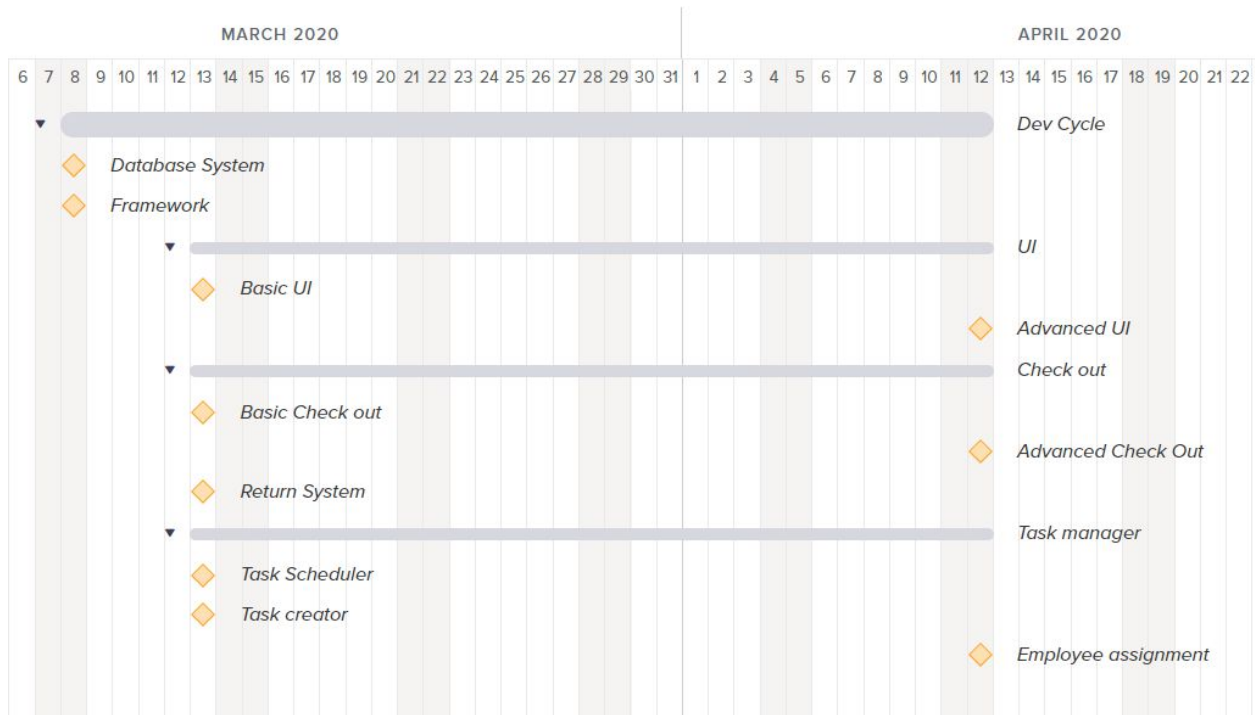 MARCH 2020 APRIL 2020
6 7 8 9 10 11 12 13 14 15 16 17 18 19 20 21 22 23 24 25 26 27 28 29 30 31 1 2 3 4 5 6 7 8 9 10 11 12 13 14 15 16 17 18 19 20 21 22
Dev Cycle
Database System
Framework
UI
Basic UI
Advanced UI
Check out
Basic Check out
Advanced Check Out
Return System
Task manager
Task Scheduler
Task creator
Employee assignment